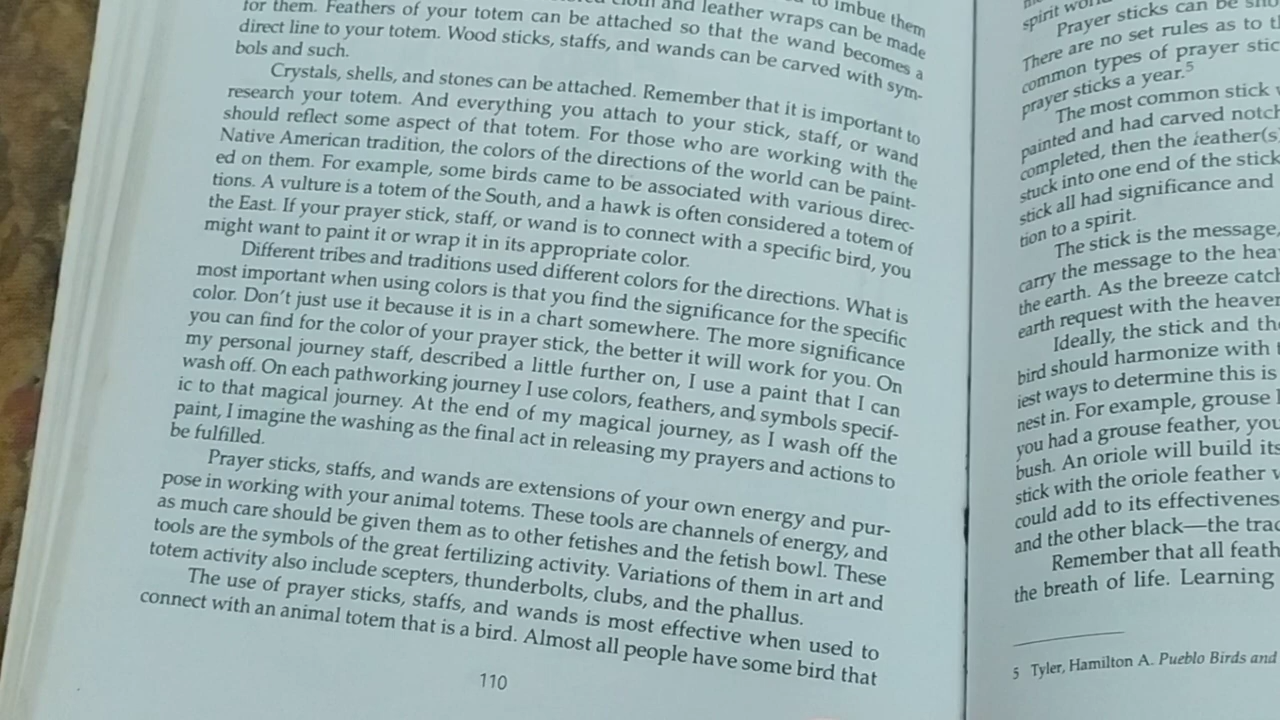 to imbue them
cloth and leather wraps can be made
for them. Feathers of your totem can be attached so that the wand becomes a
direct line to your totem. Wood sticks, staffs, and wands can be carved with sym-
bols and such.
Crystals, shells, and stones can be attached. Remember that it is important to
research your totem. And everything you attach to your stick, staff, or wand
should reflect some aspect of that totem. For those who are working with the
Native American tradition, the colors of the directions of the world can be paint-
ed on them. For example, some birds came to be associated with various direc-
tions. A vulture is a totem of the South, and a hawk is often considered a totem of
the East. If your prayer stick, staff, or wand is to connect with a specific bird, you
might want to paint it or wrap it in its appropriate color.
Different tribes and traditions used different colors for the directions. What is
most important when using colors is that you find the significance for the specific
color. Don't just use it because it is in a chart somewhere. The more significance
you can find for the color of your prayer stick, the better it will work for you. On
my personal journey staff, described a little further on, I use a paint that I can
wash off. On each pathworking journey I use colors, feathers, and symbols specif-
ic to that magical journey. At the end of my magical journey, as I wash off the
paint, I imagine the washing as the final act in releasing my prayers and actions to
be fulfilled.
Prayer sticks, staffs, and wands are extensions of your own energy and pur-
pose in working with your animal totems. These tools are channels of energy, and
as much care should be given them as to other fetishes and the fetish bowl. These
tools are the symbols of the great fertilizing activity. Variations of them in art and
totem activity also include scepters, thunderbolts, clubs, and the phallus.
The use of prayer sticks, staffs, and wands is most effective when used to
connect with an animal totem that is a bird. Almost all people have some bird that
110
spirit
Prayer sticks can be
There are no set rules as to
common types of prayer
prayer sticks a year.5
The most common stick
painted and had carved
completed, then the feather(s)
stuck into one end of the stick
stick all had significance and
tion to a spirit.
The stick is the message,
carry the message to the
the earth. As the breeze
earth request with the
Ideally, the stick and
bird should harmonize with
iest ways to determine this is
nest in. For example, grouse
you had a grouse feather, you
bush. An oriole will build its
stick with the oriole feather
could add to its
and the other black—the
Remember that all
the breath of life. Learning
5 Tyler, Hamilton A. Pueblo Birds and